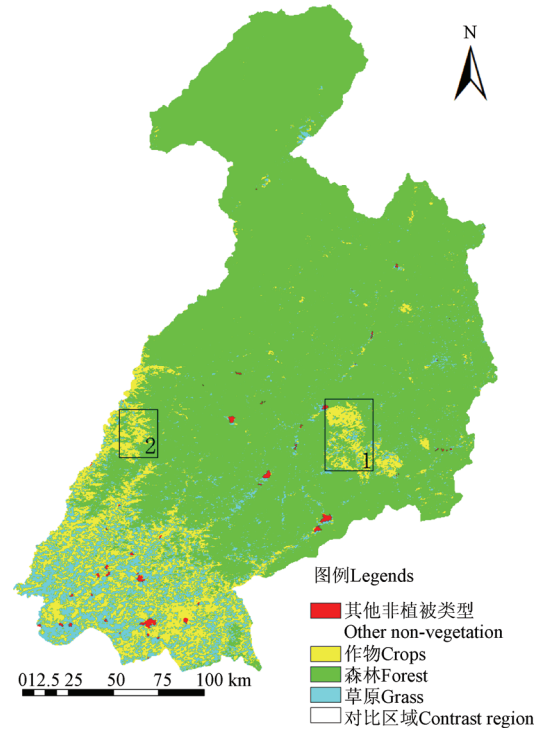 N
2
1
图例Legends
其他非植被类型
Other non-vegetation
作物Crops
森林Forest
草原Grass
对比区域Contrast region
012.5 25 50 75 100 km